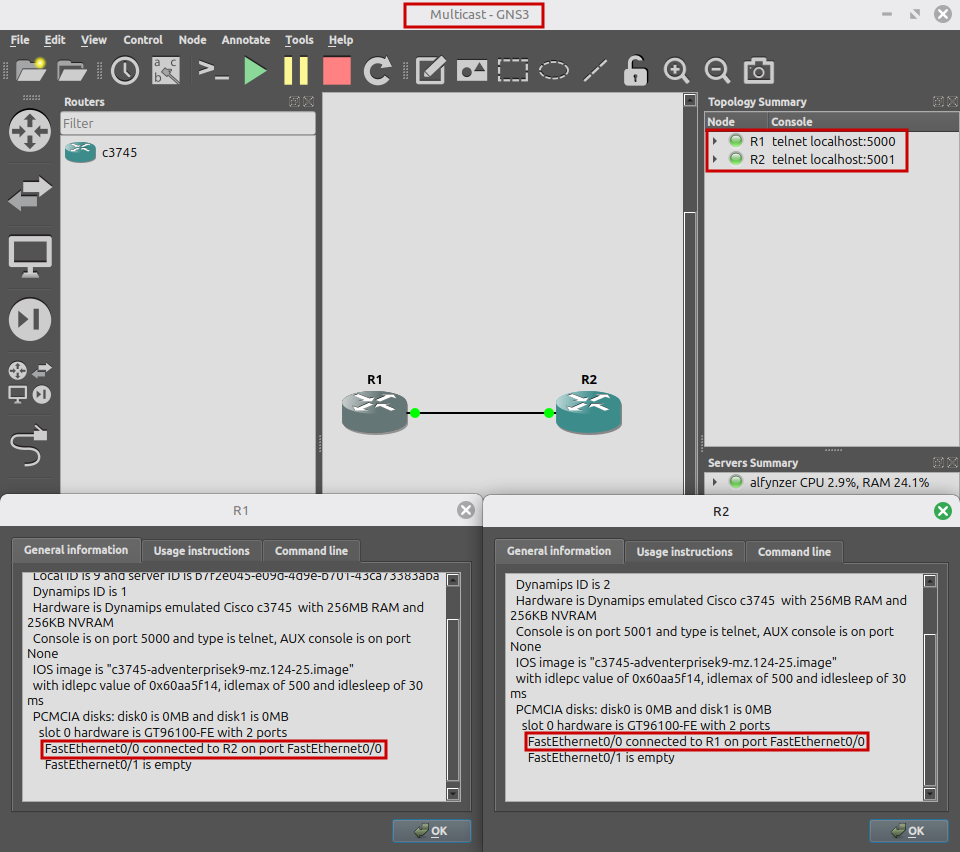 Multicast - GNS3
File Edit View Control Node Annotate Tools Help
Routers
Filter
c3745
R1
R2
Topology Summary
Node Console
R1 telnet localhost:5000
R2 telnet localhost:5001
Servers Summary
alfynzer CPU 2.9%, RAM 24.1%
R1
General information Usage instructions Command line
Local ID is 9 and server ID is b7f2e045-e09d-4d9e-b701-43ca73383aba
Dynamips ID is 1
Hardware is Dynamips emulated Cisco c3745 with 256MB RAM and
256KB NVRAM
Console is on port 5000 and type is telnet, AUX console is on port
None
IOS image is "c3745-adventerprisek9-mz.124-25.image"
with idlepc value of 0x60aa5f14, idlemax of 500 and idlesleep of 30
ms
PCMCIA disks: disk0 is 0MB and disk1 is 0MB
slot 0 hardware is GT96100-FE with 2 ports
FastEthernet0/0 connected to R2 on port FastEthernet0/0
FastEthernet0/1 is empty
OK
R2
General information Usage instructions Command line
Dynamips ID is 2
Hardware is Dynamips emulated Cisco c3745 with 256MB RAM and
256KB NVRAM
Console is on port 5001 and type is telnet, AUX console is on port
None
IOS image is "c3745-adventerprisek9-mz.124-25.image"
with idlepc value of 0x60aa5f14, idlemax of 500 and idlesleep of 30
ms
PCMCIA disks: disk0 is 0MB and disk1 is 0MB
slot 0 hardware is GT96100-FE with 2 ports
FastEthernet0/0 connected to R1 on port FastEthernet0/0
FastEthernet0/1 is empty
OK